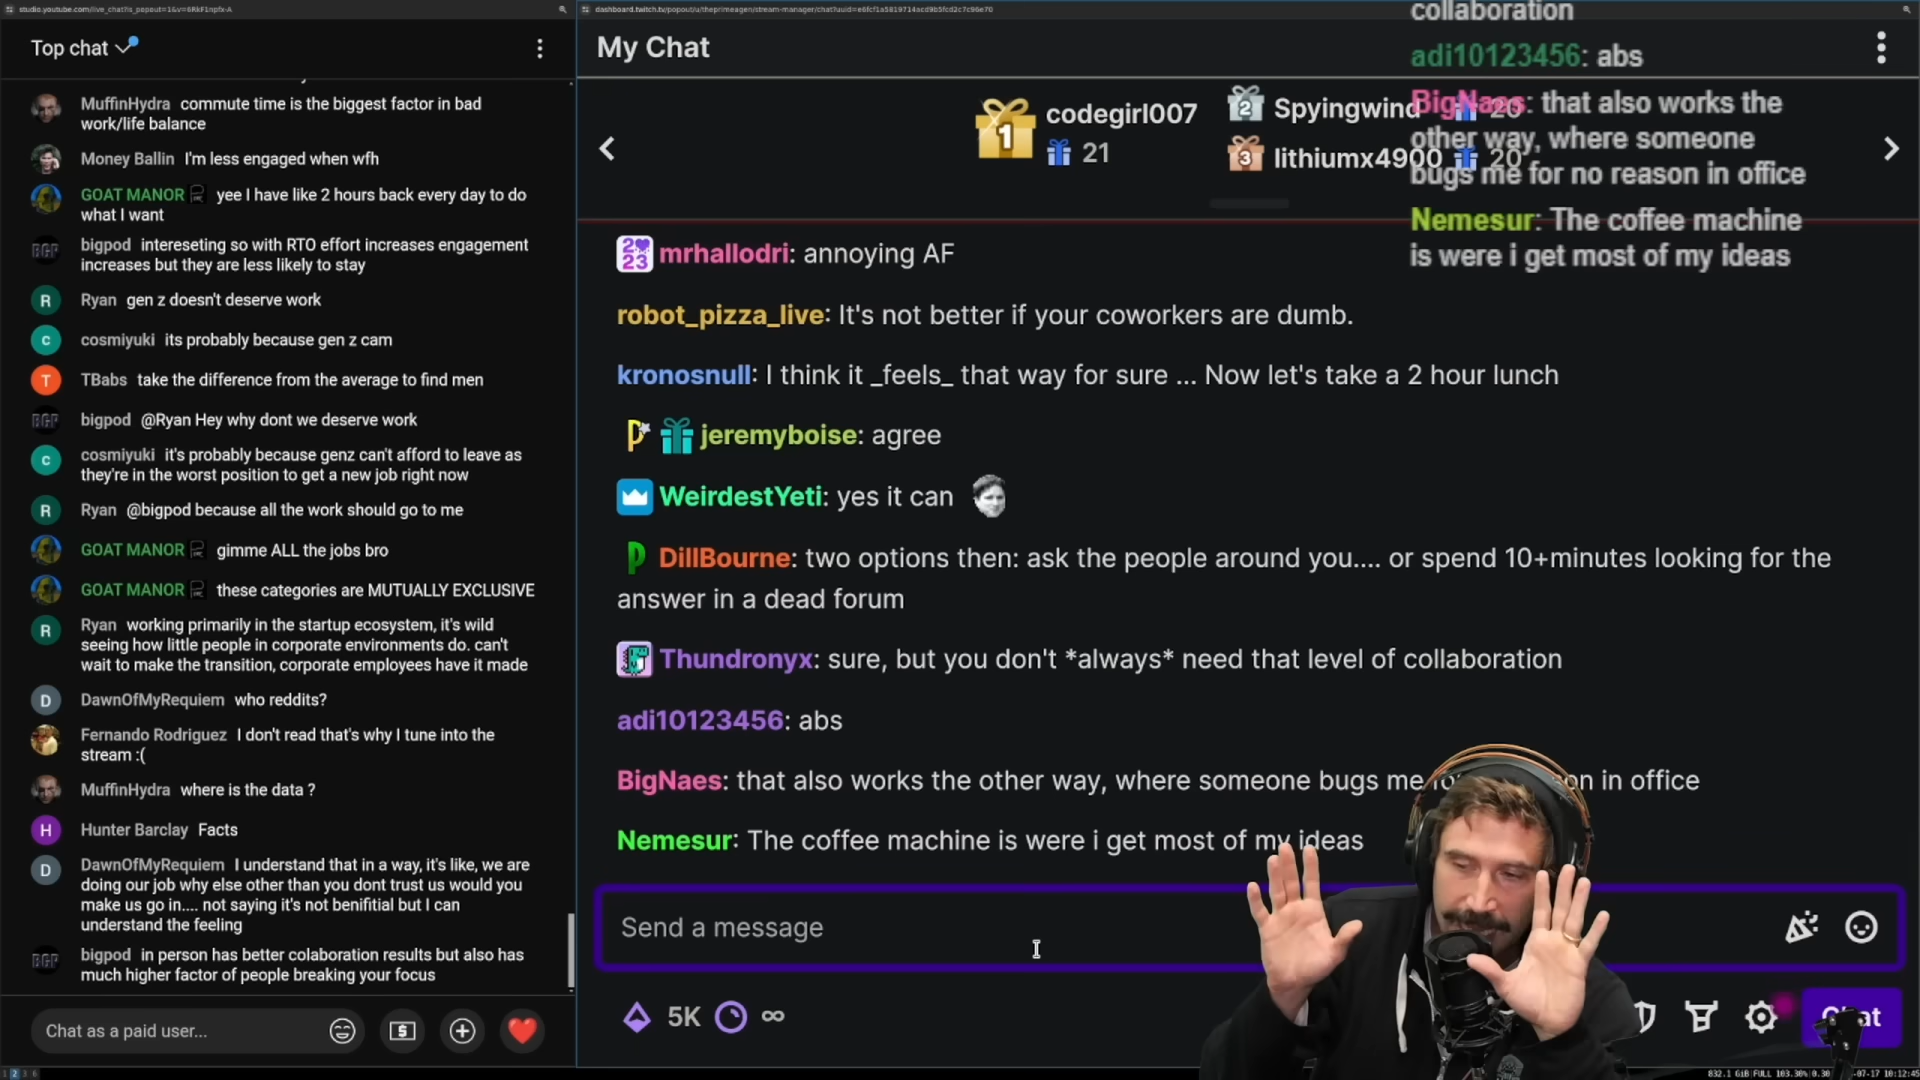 studio.youtube.com/live_chat?is_popout=1&v=6RkF1npfx-A
Top chat
MuffinHydra commute time is the biggest factor in bad
work/life balance
Money Ballin I'm less engaged when wfh
GOAT MANOR yee I have like 2 hours back every day to do
what I want
bigpod intereseting so with RTO effort increases engagement
increases but they are less likely to stay
R
Ryan gen z doesn't deserve work
c
cosmiyuki its probably because gen z cam
T
TBabs take the difference from the average to find men
bigpod @Ryan Hey why dont we deserve work
c
cosmiyuki it's probably because genz can't afford to leave as
they're in the worst position to get a new job right now
R
Ryan @bigpod because all the work should go to me
GOAT MANOR gimme ALL the jobs bro
GOAT MANOR these categories are MUTUALLY EXCLUSIVE
R
Ryan working primarily in the startup ecosystem, it's wild
seeing how little people in corporate environments do. can't
wait to make the transition, corporate employees have it made
D
DawnOfMyRequiem who reddits?
Fernando Rodriguez I don't read that's why I tune into the
stream :(
MuffinHydra where is the data ?
H
Hunter Barclay Facts
D
DawnOfMyRequiem I understand that in a way, it's like, we are
doing our job why else other than you dont trust us would you
make us go in.... not saying it's not benifitial but I can
understand the feeling
bigpod in person has better colaboration results but also has
much higher factor of people breaking your focus
Chat as a paid user...
My Chat
1
codegirl007
21
2
Spyingwind
20
3
lithiumx4900
20
2023
mrhallodri: annoying AF
robot_pizza_live: It's not better if your coworkers are dumb.
kronosnull: I think it _feels_ that way for sure ... Now let's take a 2 hour lunch
jeremyboise: agree
WeirdestYeti: yes it can
DillBourne: two options then: ask the people around you.... or spend 10+minutes looking for the
answer in a dead forum
Thundronyx: sure, but you don't *always* need that level of collaboration
adi10123456: abs
BigNaes: that also works the other way, where someone bugs me in office
Nemesur: The coffee machine is were i get most of my ideas
Send a message
5K ∞
collaboration
adi10123456: abs
BigNaes: that also works the
other way, where someone
bugs me for no reason in office
Nemesur: The coffee machine
is were i get most of my ideas
10:12:45